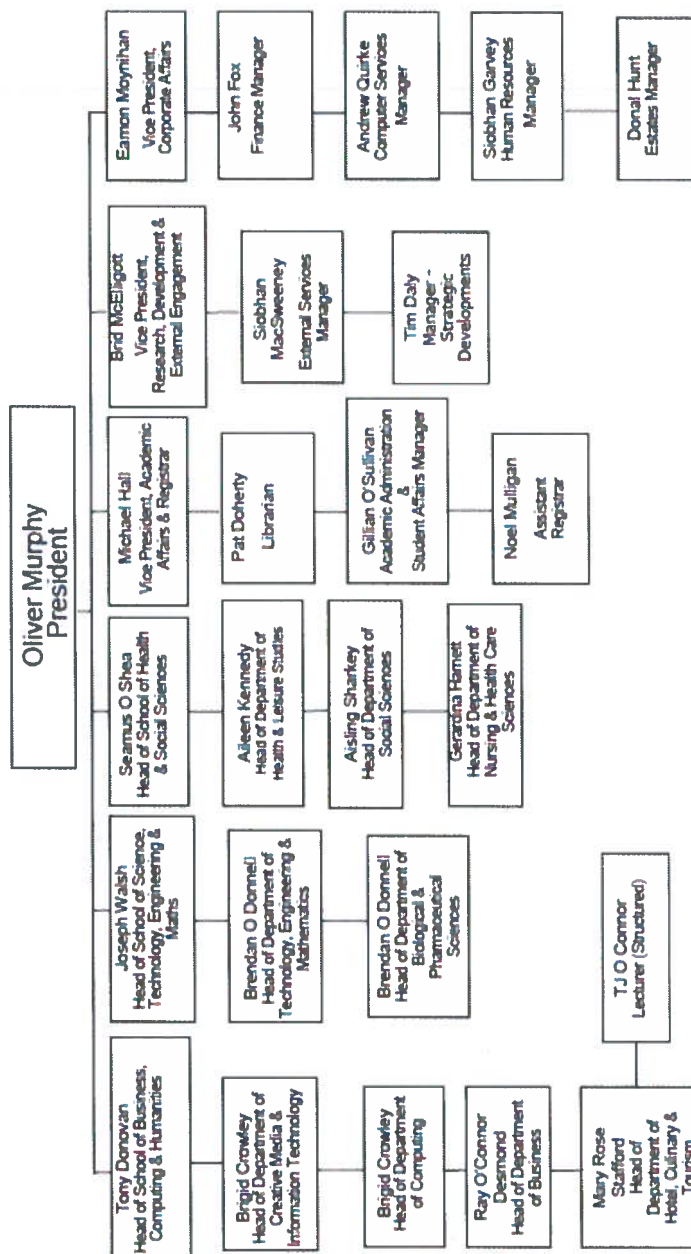 Oliver Murphy
President
Tony Donovan
Head of School of Business,
Computing & Humanities
Brigid Crowley
Head of Department of
Creative Media &
Information Technology
Brigid Crowley
Head of Department
of Computing
Ray O'Connor
Desmond
Head of Department
of Business
Mary Rose
Stafford
Head of
Department of
Hotel, Culinary &
Tourism
TJ O Connor
Lecturer (Structured)
Joseph Walsh
Head of School of Science,
Technology, Engineering &
Maths
Brendan O Donnell
Head of Department of
Technology, Engineering &
Mathematics
Brendan O Donnell
Head of Department of
Biological &
Pharmaceutical
Sciences
Seamus O Shea
Head of School of Health
& Social Sciences
Aileen Kennedy
Head of Department of
Health & Leisure Studies
Aisling Sharkey
Head of Department of
Social Sciences
Gerardina Harnett
Head of Department of
Nursing & Health Care
Sciences
Michael Hall
Vice President, Academic
Affairs & Registrar
Pat Doherty
Librarian
Gillian O'Sullivan
Academic Administration
&
Student Affairs Manager
Noel Mulligan
Assistant
Registrar
Brid McElligott
Vice President,
Research, Development &
External Engagement
Siobhan
MacSweeney
External Services
Manager
Tim Daly
Manager -
Strategic
Developments
Eamon Moynihan
Vice President,
Corporate Affairs
John Fox
Finance Manager
Andrew Quirke
Computer Services
Manager
Siobhan Garvey
Human Resources
Manager
Donal Hunt
Estates Manager